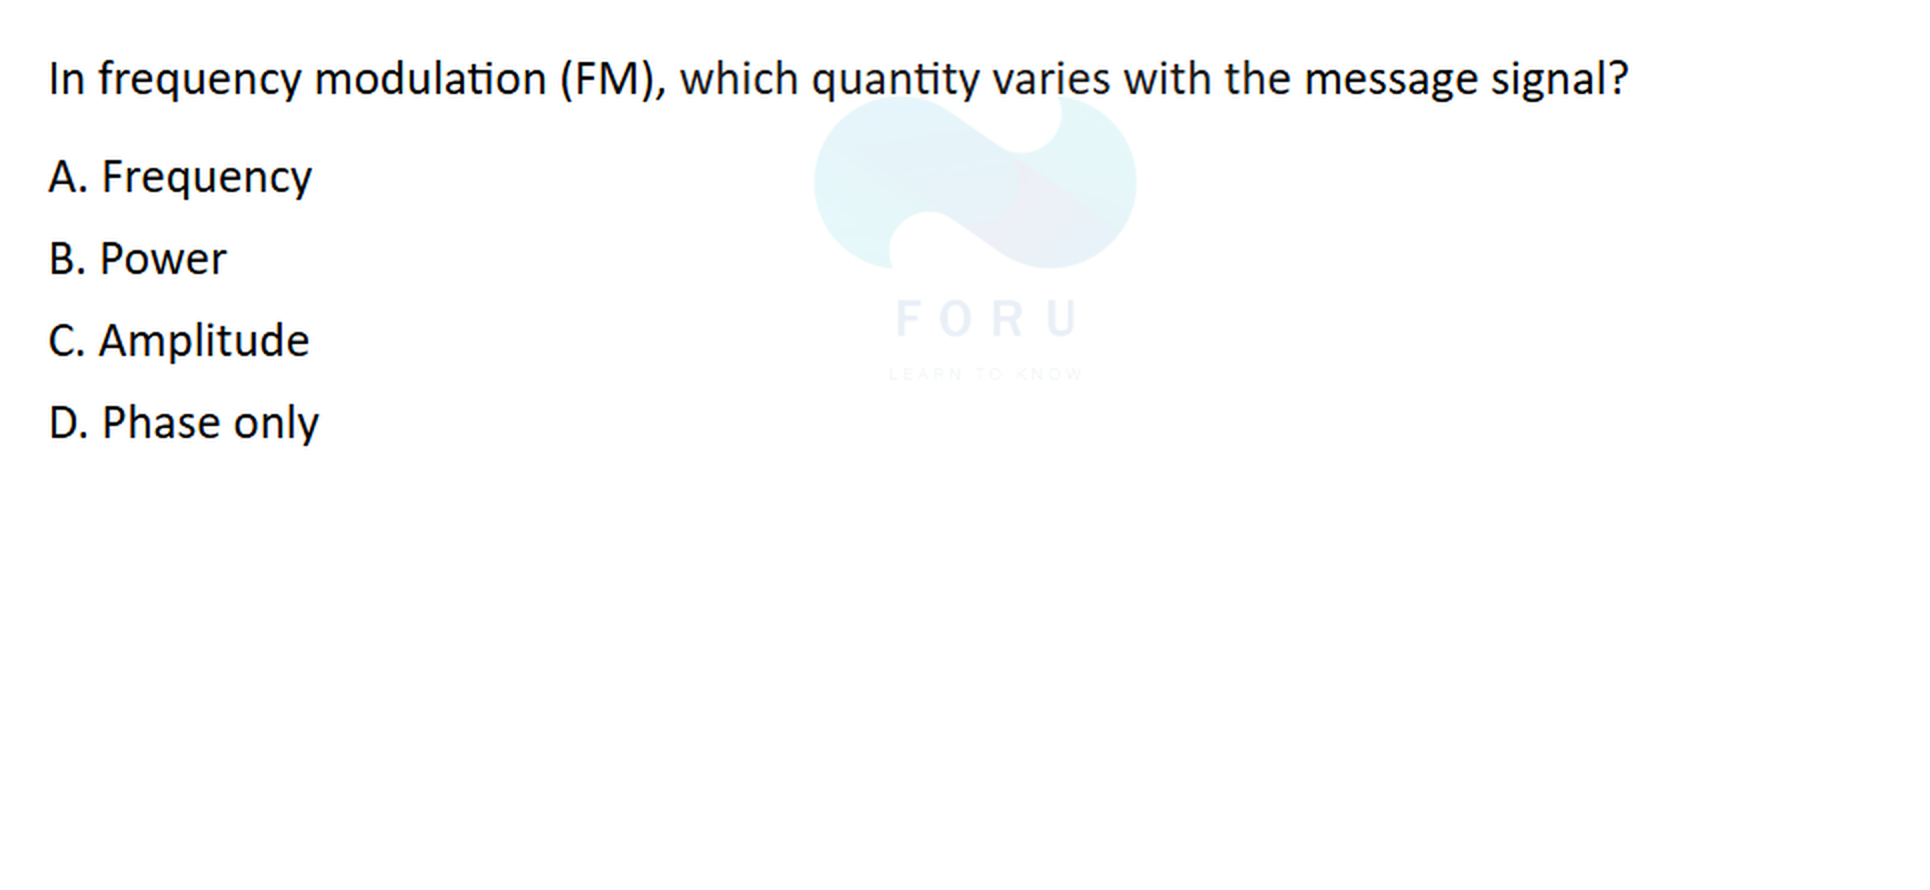 In frequency modulation (FM), which quantity varies with the message signal?
A. Frequency
B. Power
C. Amplitude
D. Phase only
FORU
LEARN TO KNOW